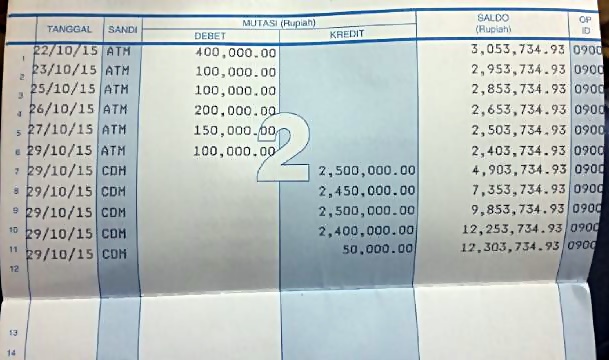 TANGGAL SANDI MUTASI (Rupiah) DEBET KREDIT SALDO (Rupiah) OP ID
1 22/10/15 ATM 400,000.00 3,053,734.93 0900
2 23/10/15 ATM 100,000.00 2,953,734.93 0900
3 25/10/15 ATM 100,000.00 2,853,734.93 0900
4 26/10/15 ATM 200,000.00 2,653,734.93 0900
5 27/10/15 ATM 150,000.00 2,503,734.93 0900
6 29/10/15 ATM 100,000.00 2,403,734.93 0900
7 29/10/15 CDM 2,500,000.00 4,903,734.93 0900
8 29/10/15 CDM 2,450,000.00 7,353,734.93 0900
9 29/10/15 CDM 2,500,000.00 9,853,734.93 0900
10 29/10/15 CDM 2,400,000.00 12,253,734.93 0900
11 29/10/15 CDM 50,000.00 12,303,734.93 0900
12
2
13
14